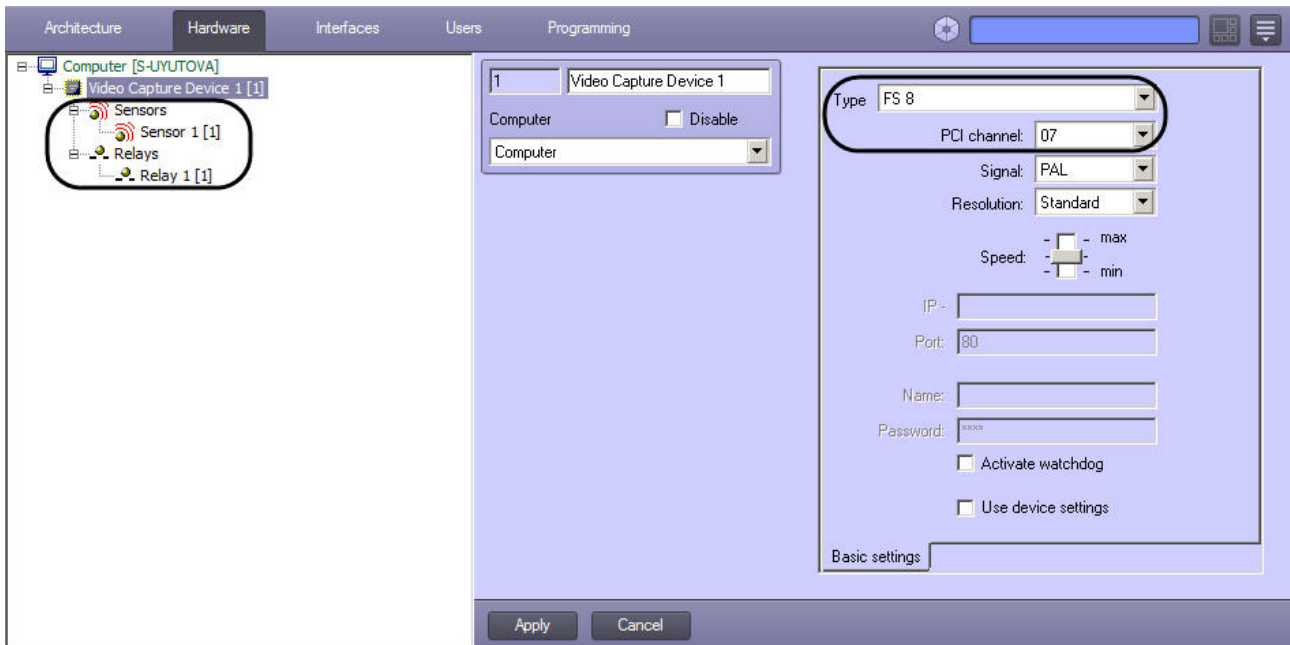 Architecture Hardware Interfaces Users Programming
Computer [S-UYUTOVA]
Video Capture Device 1 [1]
Sensors
Sensor 1 [1]
Relays
Relay 1 [1]
1 Video Capture Device 1
Computer Disable
Computer
Type FS 8
PCI channel: 07
Signal: PAL
Resolution: Standard
max
Speed:
min
IP -
Port: 80
Name:
Password: ****
Activate watchdog
Use device settings
Basic settings
Apply Cancel